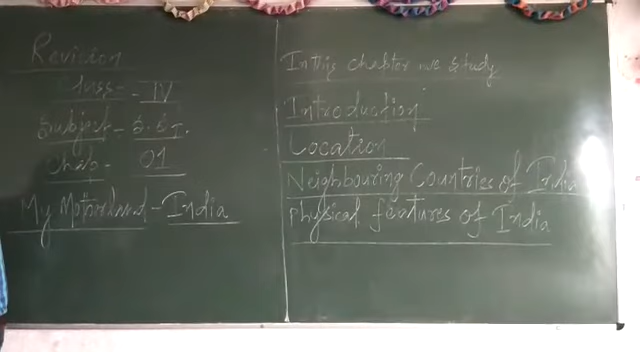 Revision
Class - IV
Subject - S.St.
Chab - 01
My Motherland - India
In this chapter we study
Introduction
Location
Neighbouring Countries of India
Physical features of India